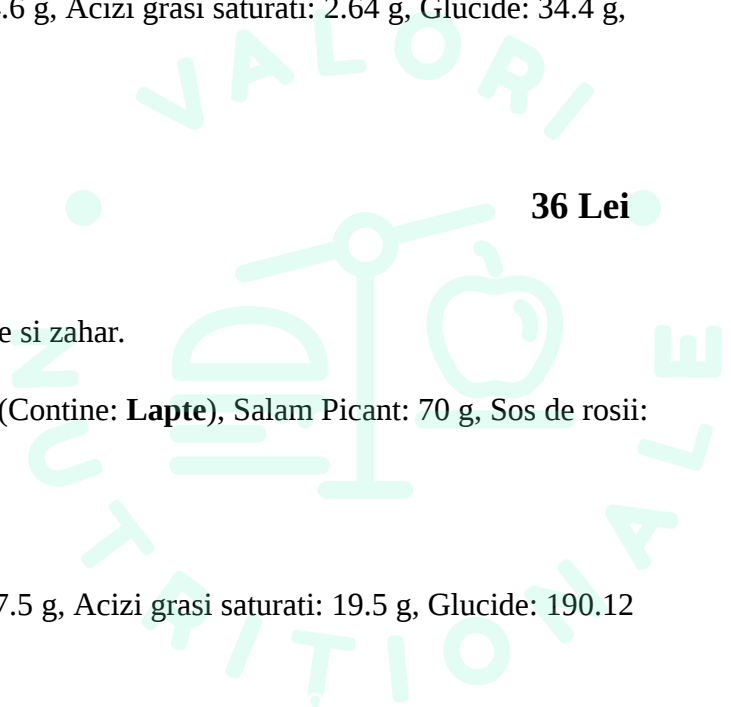 .6 g, Acizi grasi saturati: 2.64 g, Glucide: 34.4 g,
VALORI
36 Lei
e si zahar.
(Contine: Lapte), Salam Picant: 70 g, Sos de rosii:
7.5 g, Acizi grasi saturati: 19.5 g, Glucide: 190.12
NUTRITIONALE